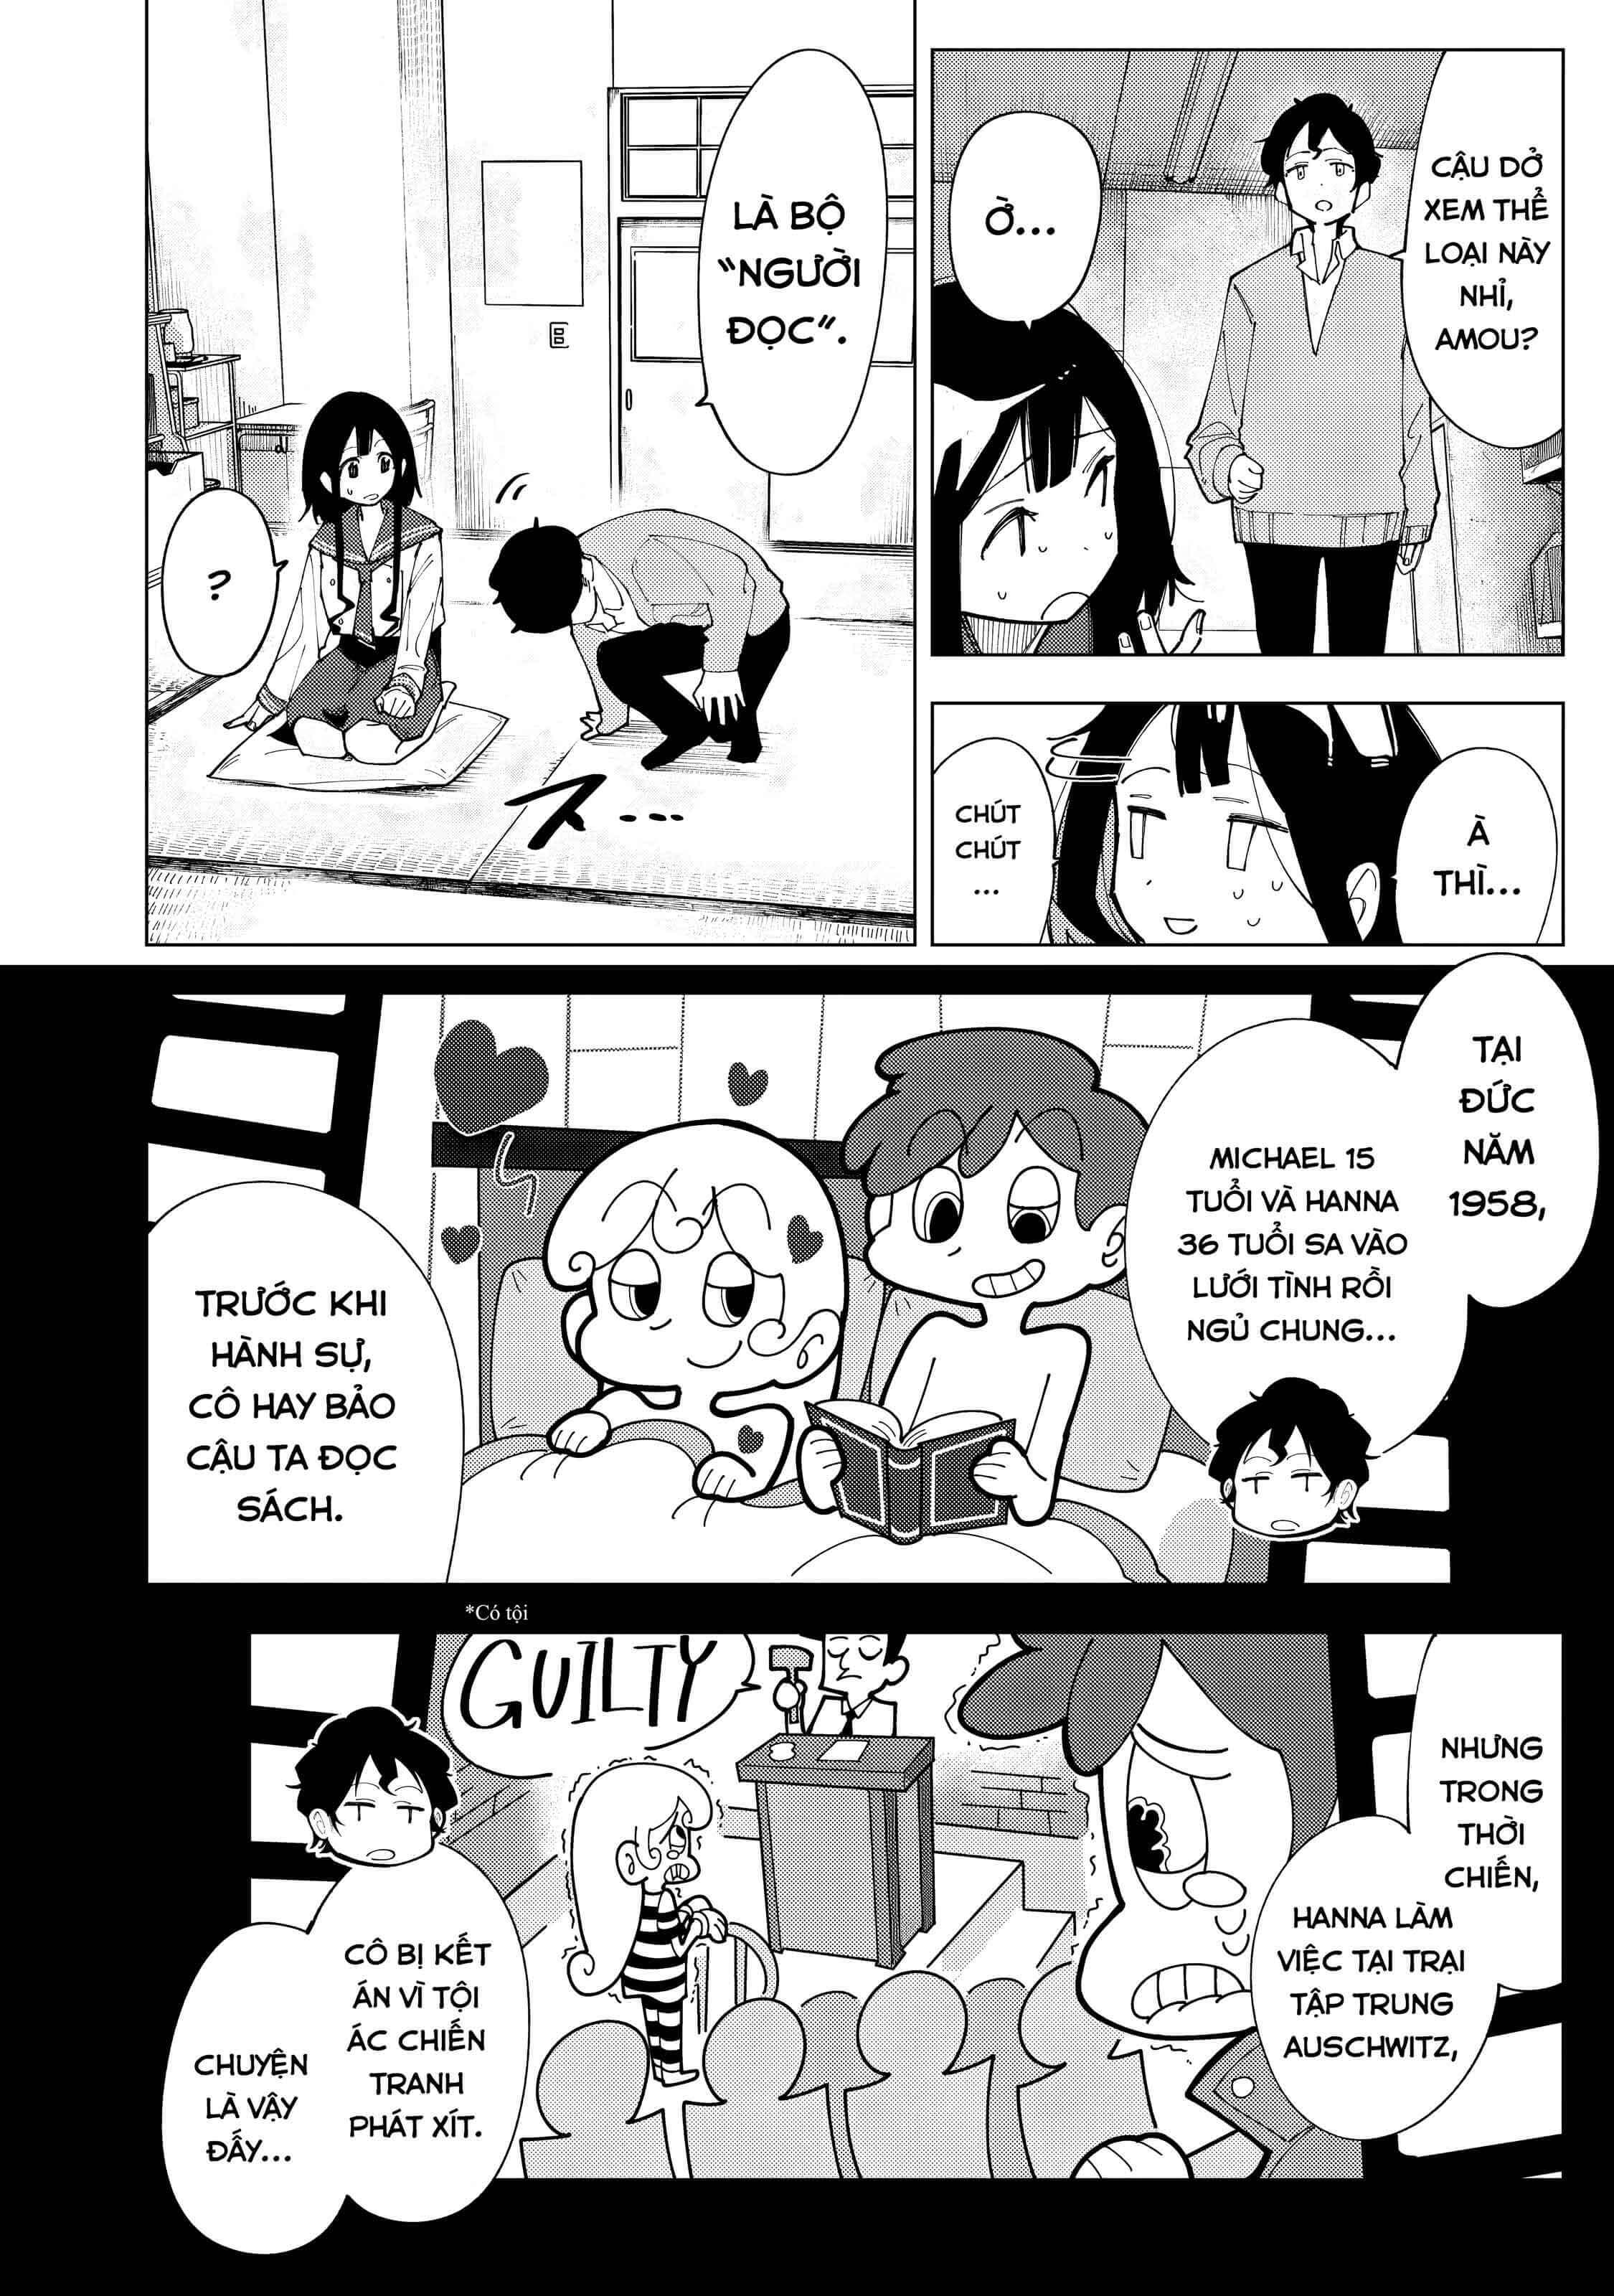 CẬU DỞ
XEM THỂ
LOẠI NÀY
NHỈ,
AMOU?
Ờ...
À
THÌ...
CHÚT
CHÚT
...
LÀ BỘ
"NGƯỜI
ĐỌC".
?
ス...
TẠI
ĐỨC
NĂM
1958,
MICHAEL 15
TUỔI VÀ HANNA
36 TUỔI SA VÀO
LƯỚI TÌNH RỒI
NGỦ CHUNG...
TRƯỚC KHI
HÀNH SỰ,
CÔ HAY BẢO
CẬU TA ĐỌC
SÁCH.
NHƯNG
TRONG
THỜI
CHIẾN,
HANNA LÀM
VIỆC TẠI TRẠI
TẬP TRUNG
AUSCHWITZ,
*Có tội
GUILTY
CÔ BỊ KẾT
ÁN VÌ TỘI
ÁC CHIẾN
TRANH
PHÁT XÍT.
CHUYỆN
LÀ VẬY
ĐẤY...